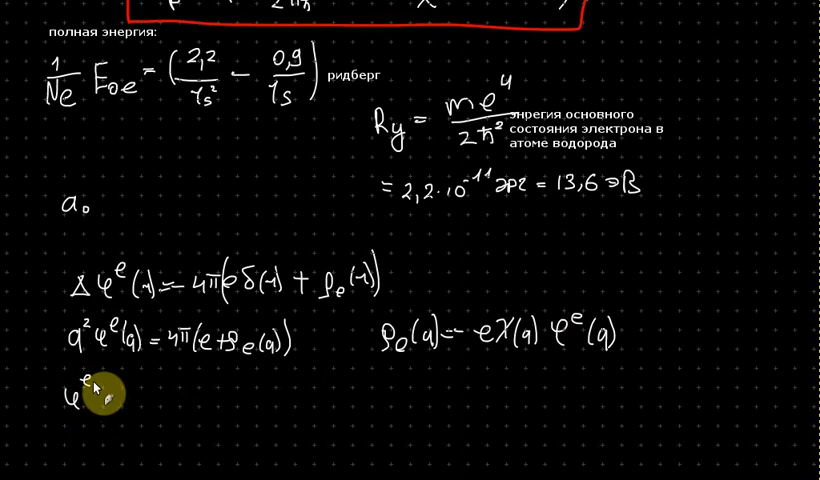 полная энергия:
1/Ne E₀e = (2,2/rs² − 0,9/rs) ридберг
Ry = me⁴/2ħ² энрегия основного
состояния электрона в
атоме водорода
= 2,2·10⁻¹¹ эрг = 13,6 эВ
a₀
Δφᵉ(r) = − 4π(eδ(r) + ρe(r))
q²φᵉ(q) = 4π(e+ρe(q)) ρe(q) = − eχ(q) φᵉ(q)
φᵉ